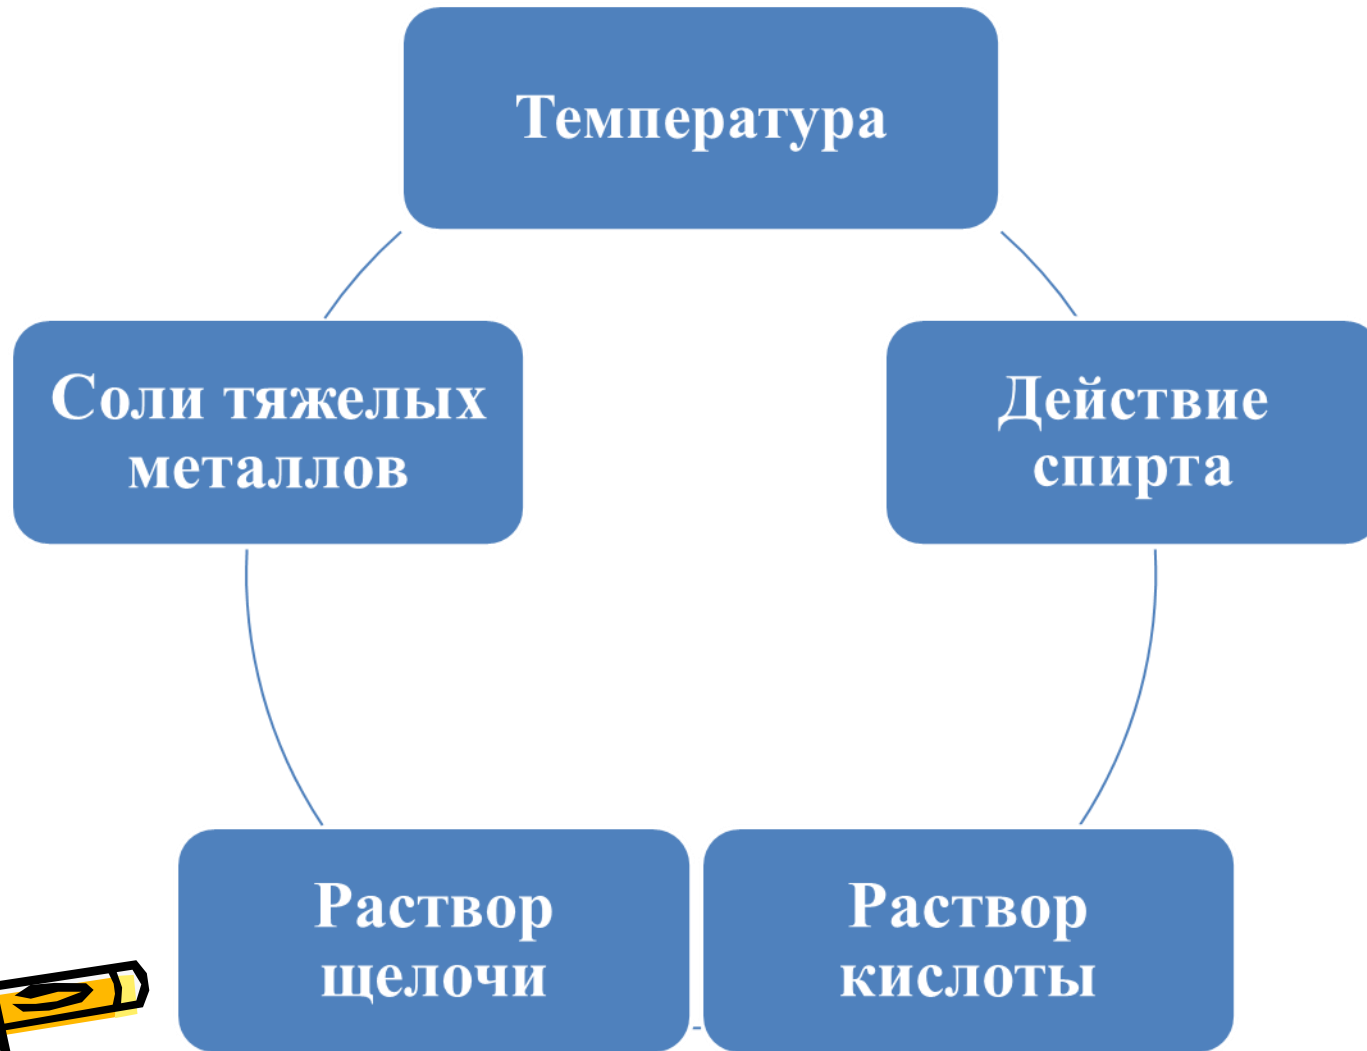 Температура
Соли тяжелых
металлов
Действие
спирта
Раствор
щелочи
Раствор
кислоты